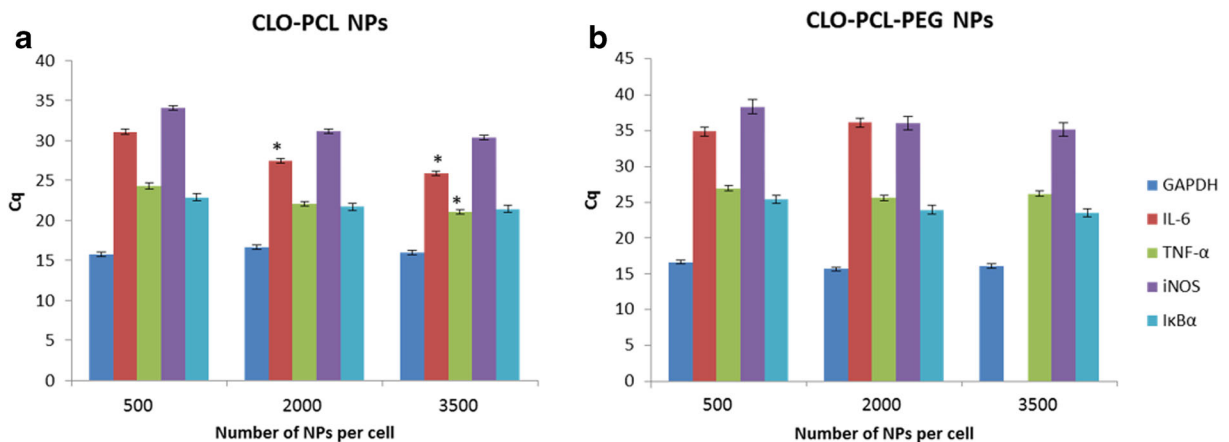 a
CLO-PCL NPs
40
35
30
25
20
15
10
5
0
Cq
*
*
*
500
2000
3500
Number of NPs per cell
b
CLO-PCL-PEG NPs
45
40
35
30
25
20
15
10
5
0
Cq
500
2000
3500
Number of NPs per cell
GAPDH
IL-6
TNF-α
iNOS
IκBα